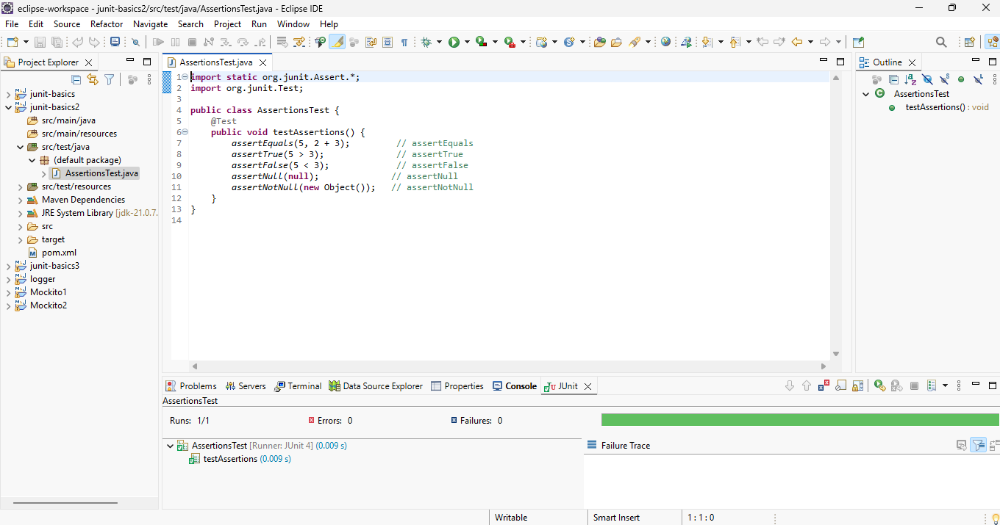 eclipse-workspace - junit-basics2/src/test/java/AssertionsTest.java - Eclipse IDE
File Edit Source Refactor Navigate Search Project Run Window Help
Project Explorer
junit-basics
junit-basics2
src/main/java
src/main/resources
src/test/java
(default package)
AssertionsTest.java
src/test/resources
Maven Dependencies
JRE System Library [jdk-21.0.7.
src
target
pom.xml
junit-basics3
logger
Mockito1
Mockito2
AssertionsTest.java
1 import static org.junit.Assert.*;
2 import org.junit.Test;
3
4 public class AssertionsTest {
5 @Test
6 public void testAssertions() {
7 assertEquals(5, 2 + 3); // assertEquals
8 assertTrue(5 > 3); // assertTrue
9 assertFalse(5 < 3); // assertFalse
10 assertNull(null); // assertNull
11 assertNotNull(new Object()); // assertNotNull
12 }
13 }
14
Outline
AssertionsTest
testAssertions() : void
Problems Servers Terminal Data Source Explorer Properties Console JUnit
AssertionsTest
Runs: 1/1 Errors: 0 Failures: 0
AssertionsTest [Runner: JUnit 4] (0.009 s)
testAssertions (0.009 s)
Failure Trace
Writable Smart Insert 1 : 1 : 0